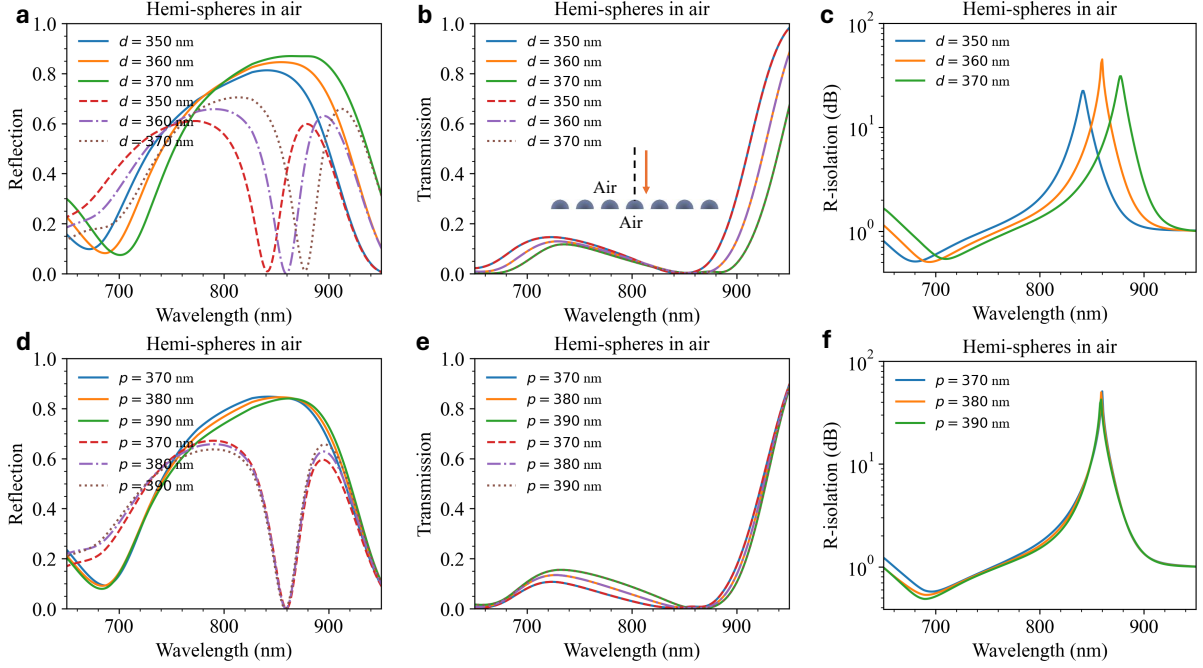 a
Hemi-spheres in air
1.0
0.8
0.6
0.4
0.2
0.0
Reflection
d = 350 nm
d = 360 nm
d = 370 nm
d = 350 nm
d = 360 nm
d = 370 nm
700
800
900
Wavelength (nm)
b
Hemi-spheres in air
1.0
0.8
0.6
0.4
0.2
0.0
Transmission
d = 350 nm
d = 360 nm
d = 370 nm
d = 350 nm
d = 360 nm
d = 370 nm
Air
Air
700
800
900
Wavelength (nm)
c
Hemi-spheres in air
10²
10¹
10⁰
R-isolation (dB)
d = 350 nm
d = 360 nm
d = 370 nm
700
800
900
Wavelength (nm)
d
Hemi-spheres in air
1.0
0.8
0.6
0.4
0.2
0.0
Reflection
p = 370 nm
p = 380 nm
p = 390 nm
p = 370 nm
p = 380 nm
p = 390 nm
700
800
900
Wavelength (nm)
e
Hemi-spheres in air
1.0
0.8
0.6
0.4
0.2
0.0
Transmission
p = 370 nm
p = 380 nm
p = 390 nm
p = 370 nm
p = 380 nm
p = 390 nm
700
800
900
Wavelength (nm)
f
Hemi-spheres in air
10²
10¹
10⁰
R-isolation (dB)
p = 370 nm
p = 380 nm
p = 390 nm
700
800
900
Wavelength (nm)